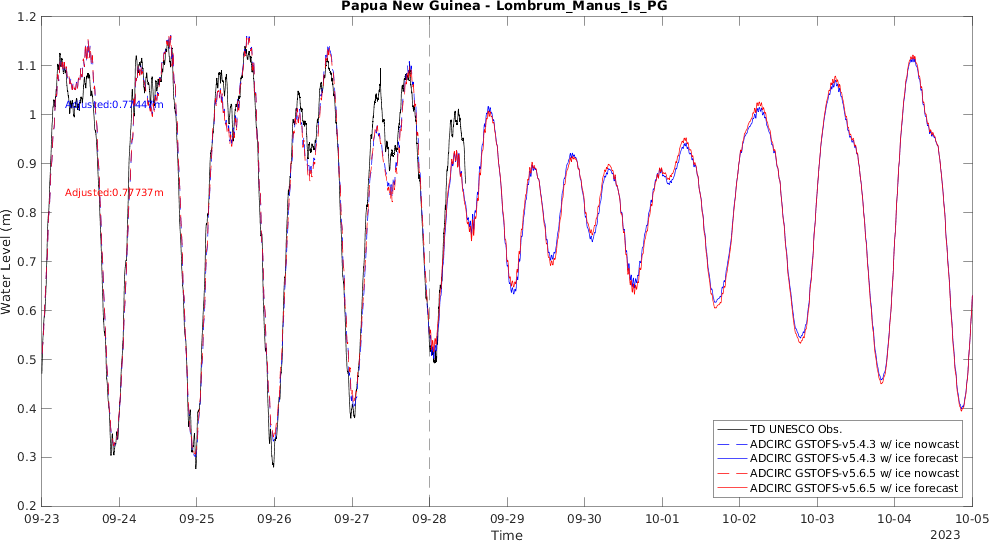 Papua New Guinea - Lombrum_Manus_Is_PG
1.2
1.1
1
0.9
0.8
0.7
0.6
0.5
0.4
0.3
0.2
Water Level (m)
Adjusted:0.77447m
Adjusted:0.77737m
TD UNESCO Obs.
ADCIRC GSTOFS-v5.4.3 w/ ice nowcast
ADCIRC GSTOFS-v5.4.3 w/ ice forecast
ADCIRC GSTOFS-v5.6.5 w/ ice nowcast
ADCIRC GSTOFS-v5.6.5 w/ ice forecast
09-23 09-24 09-25 09-26 09-27 09-28 09-29 09-30 10-01 10-02 10-03 10-04 10-05
Time
2023